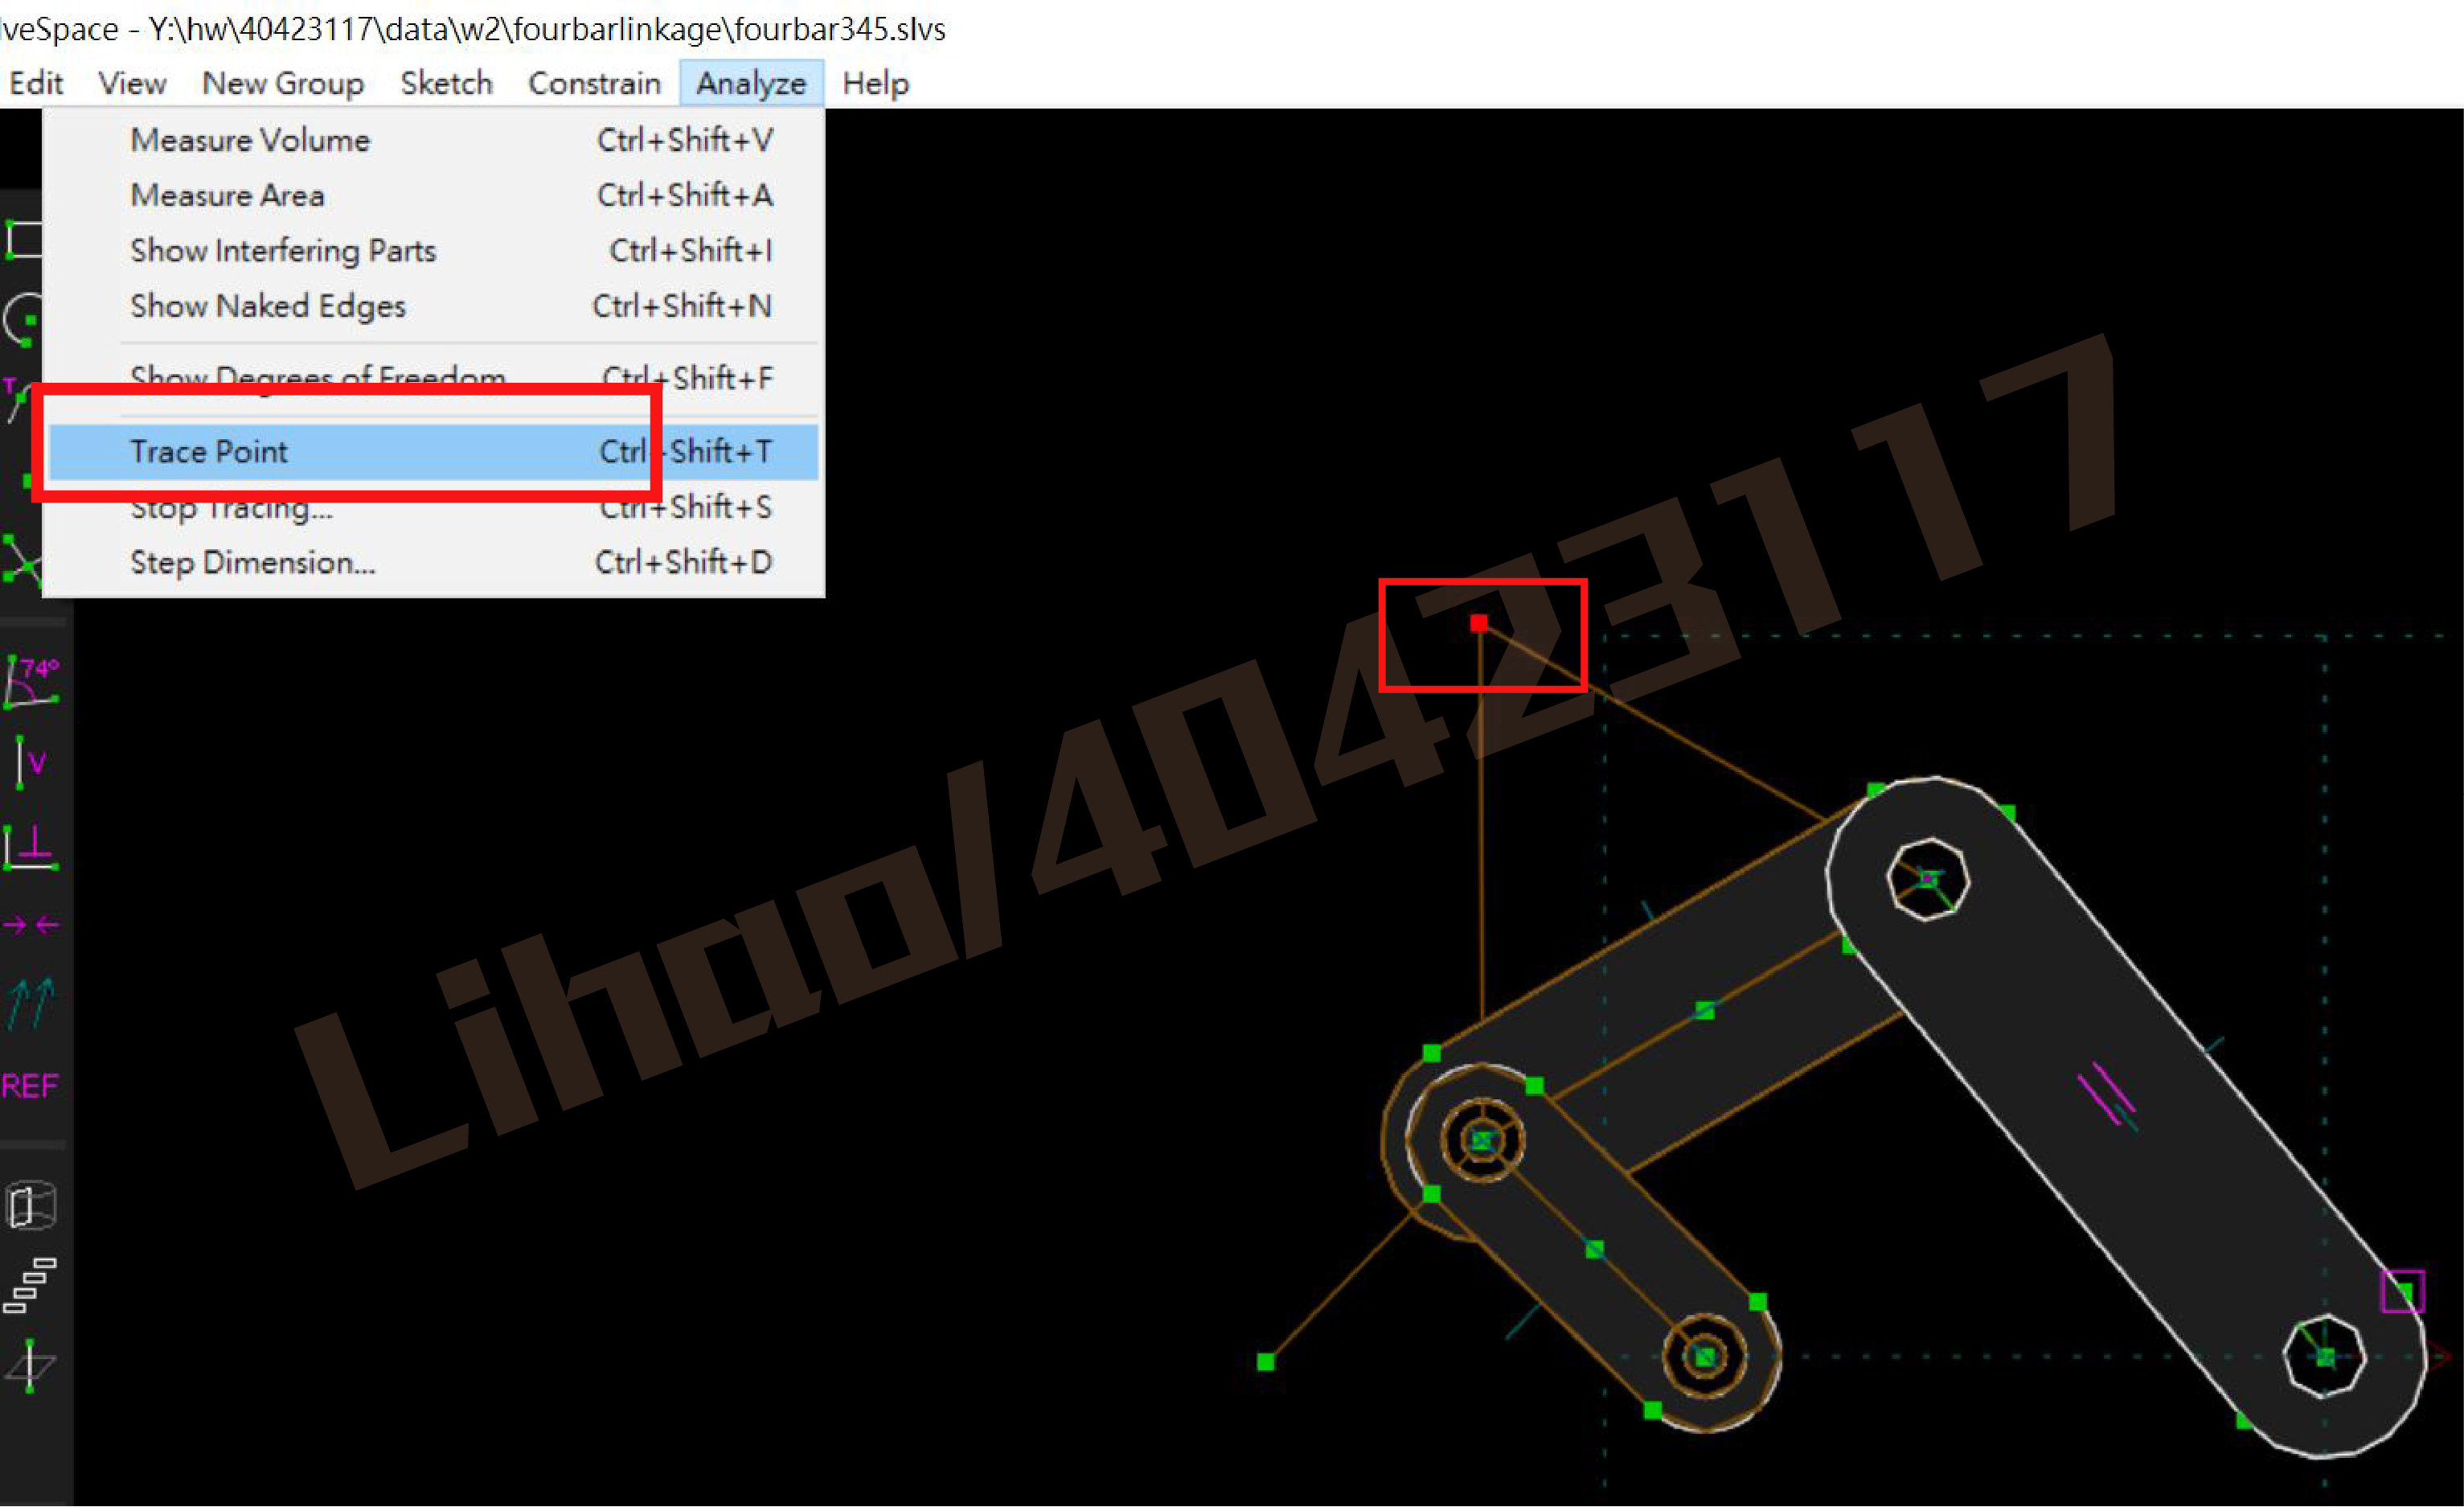 lveSpace - Y:\hw\40423117\data\w2\fourbarlinkage\fourbar345.slvs
Edit View New Group Sketch Constrain Analyze Help
Measure Volume Ctrl+Shift+V
Measure Area Ctrl+Shift+A
Show Interfering Parts Ctrl+Shift+I
Show Naked Edges Ctrl+Shift+N
Show Degrees of Freedom Ctrl+Shift+F
Trace Point Ctrl+Shift+T
Stop Tracing... Ctrl+Shift+S
Step Dimension... Ctrl+Shift+D
T
74°
V
REF
Lihao/40423117